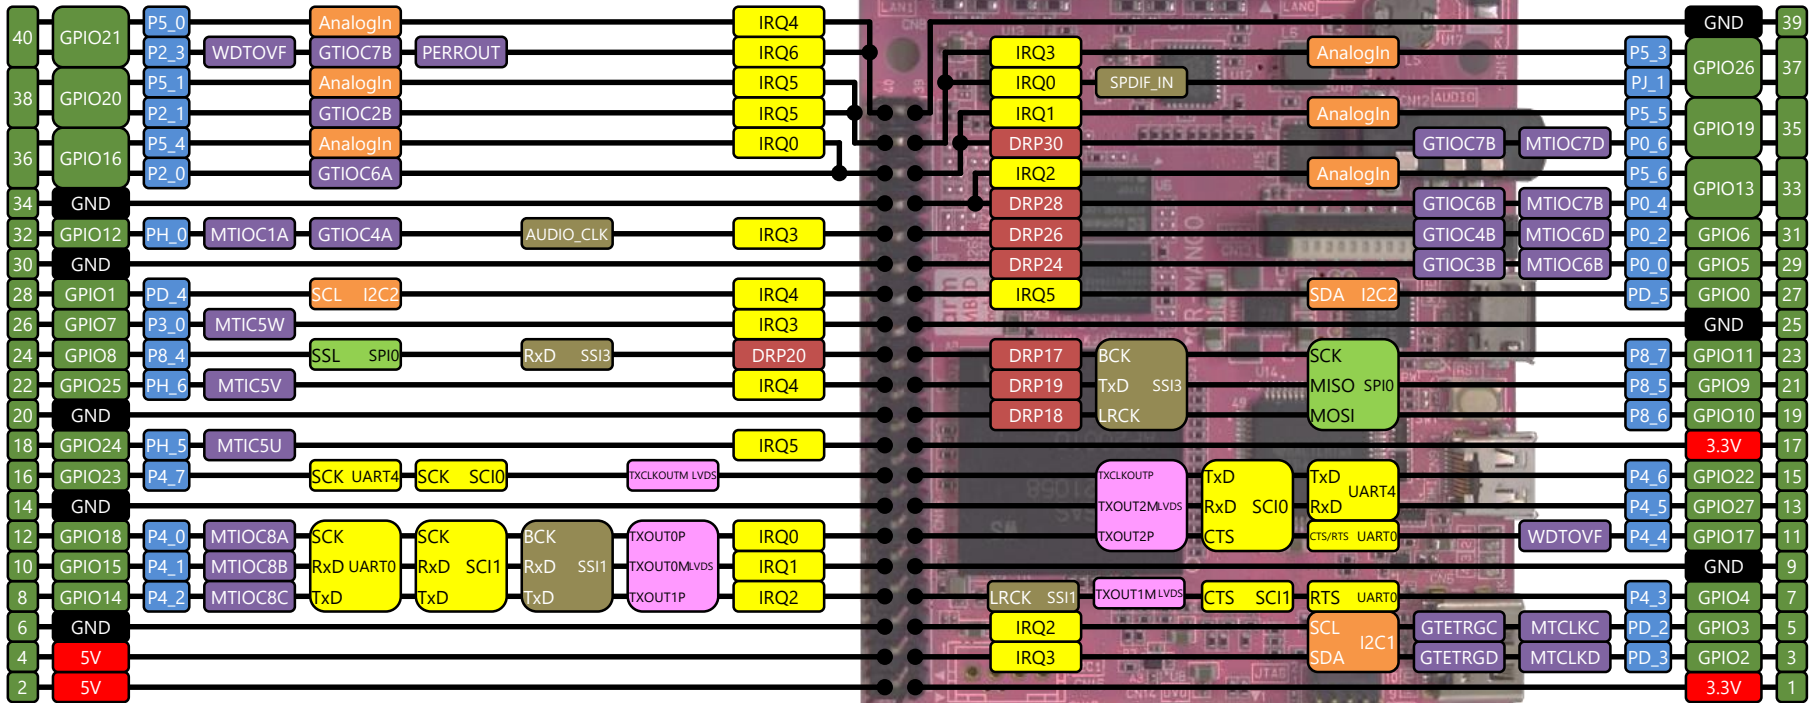 P5_0 AnalogIn IRQ4 GND 39
40 GPIO21 P2_3 WDTOVF GTIOC7B PERROUT IRQ6 IRQ3 AnalogIn P5_3
P5_1 AnalogIn IRQ5 IRQ0 SPDIF_IN PJ_1 GPIO26 37
38 GPIO20 P2_1 GTIOC2B IRQ5 IRQ1 AnalogIn P5_5
P5_4 AnalogIn IRQ0 DRP30 GTIOC7B MTIOC7D P0_6 GPIO19 35
36 GPIO16 P2_0 GTIOC6A IRQ2 AnalogIn P5_6
34 GND DRP28 GTIOC6B MTIOC7B P0_4 GPIO13 33
32 GPIO12 PH_0 MTIOC1A GTIOC4A AUDIO_CLK IRQ3 DRP26 GTIOC4B MTIOC6D P0_2 GPIO6 31
30 GND DRP24 GTIOC3B MTIOC6B P0_0 GPIO5 29
28 GPIO1 PD_4 SCL I2C2 IRQ4 IRQ5 SDA I2C2 PD_5 GPIO0 27
26 GPIO7 P3_0 MTIC5W IRQ3 GND 25
24 GPIO8 P8_4 SSL SPI0 RxD SSI3 DRP20 DRP17 BCK SCK P8_7 GPIO11 23
22 GPIO25 PH_6 MTIC5V IRQ4 DRP19 TxD SSI3 MISO SPI0 P8_5 GPIO9 21
20 GND DRP18 LRCK MOSI P8_6 GPIO10 19
18 GPIO24 PH_5 MTIC5U IRQ5 3.3V 17
16 GPIO23 P4_7 SCK UART4 SCK SCI0 TXCLKOUTM LVDS TXCLKOUTP TxD TxD P4_6 GPIO22 15
14 GND TXOUT2M LVDS RxD SCI0 RxD UART4 P4_5 GPIO27 13
12 GPIO18 P4_0 MTIOC8A SCK SCK BCK TXOUT0P IRQ0 TXOUT2P CTS CTS/RTS UART0 WDTOVF P4_4 GPIO17 11
10 GPIO15 P4_1 MTIOC8B RxD UART0 RxD SCI1 RxD SSI1 TXOUT0M LVDS IRQ1 GND 9
8 GPIO14 P4_2 MTIOC8C TxD TxD TxD TXOUT1P IRQ2 LRCK SSI1 TXOUT1M LVDS CTS SCI1 RTS UART0 P4_3 GPIO4 7
6 GND IRQ2 SCL I2C1 GTETRGC MTCLKC PD_2 GPIO3 5
4 5V IRQ3 SDA GTETRGD MTCLKD PD_3 GPIO2 3
2 5V 3.3V 1
LAN1
LAN0
CN12 AUDIO
U14
JTAG